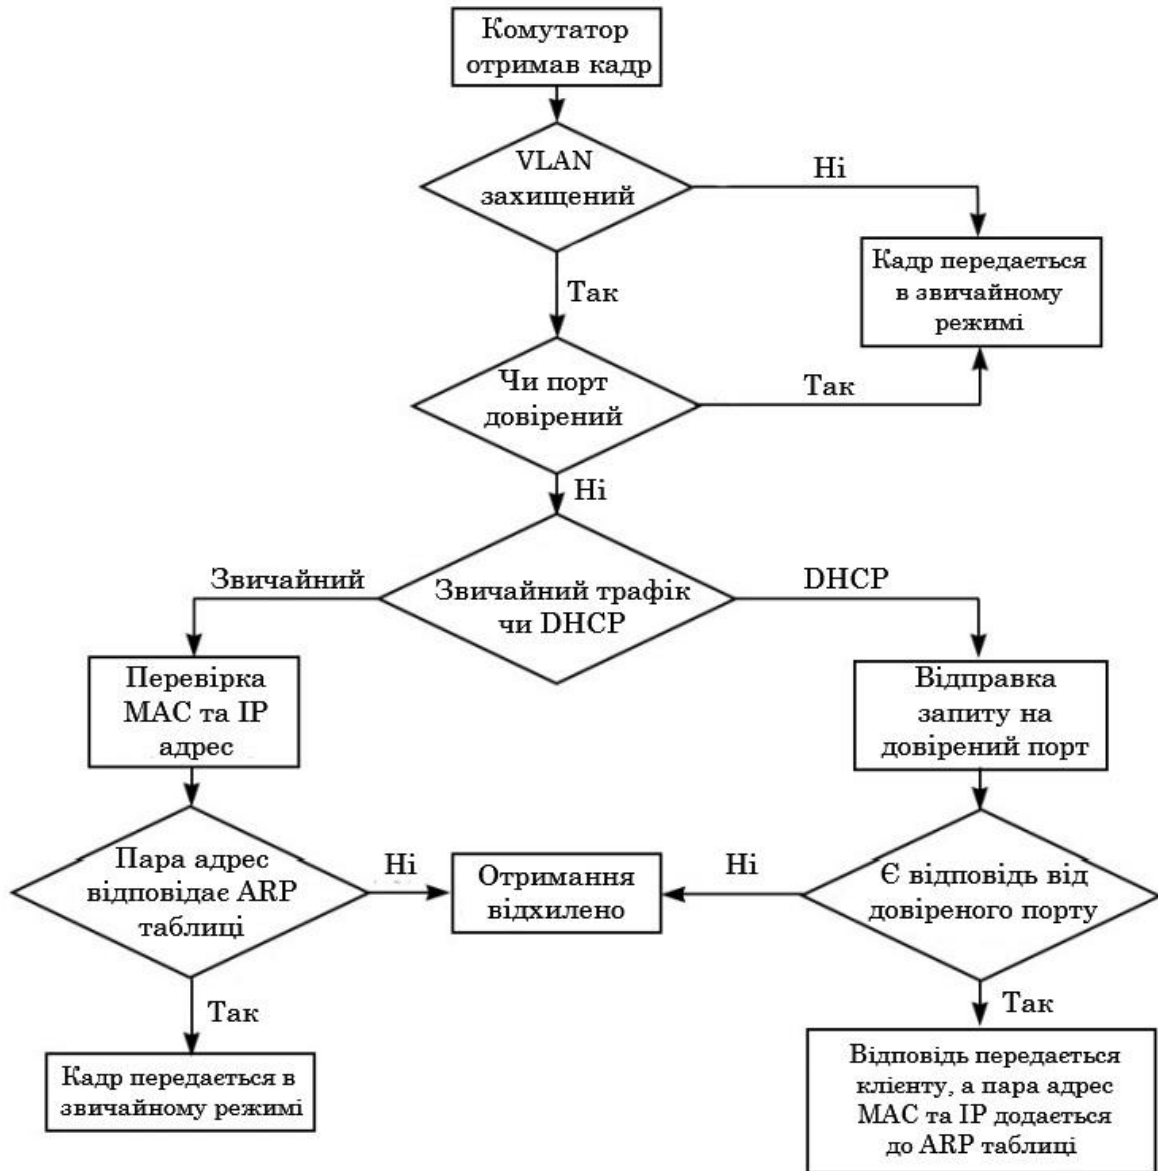 Комутатор
отримав кадр
VLAN
захищений
Ні
Кадр передається
в звичайному
режимі
Так
Чи порт
довірений
Так
Ні
Звичайний
Звичайний трафік
чи DHCP
DHCP
Перевірка
MAC та IP
адрес
Відправка
запиту на
довірений порт
Пара адрес
відповідає ARP
таблиці
Ні
Отримання
відхилено
Ні
Є відповідь від
довіреного порту
Так
Кадр передається в
звичайному режимі
Так
Відповідь передається
клієнту, а пара адрес
MAC та IP додається
до ARP таблиці